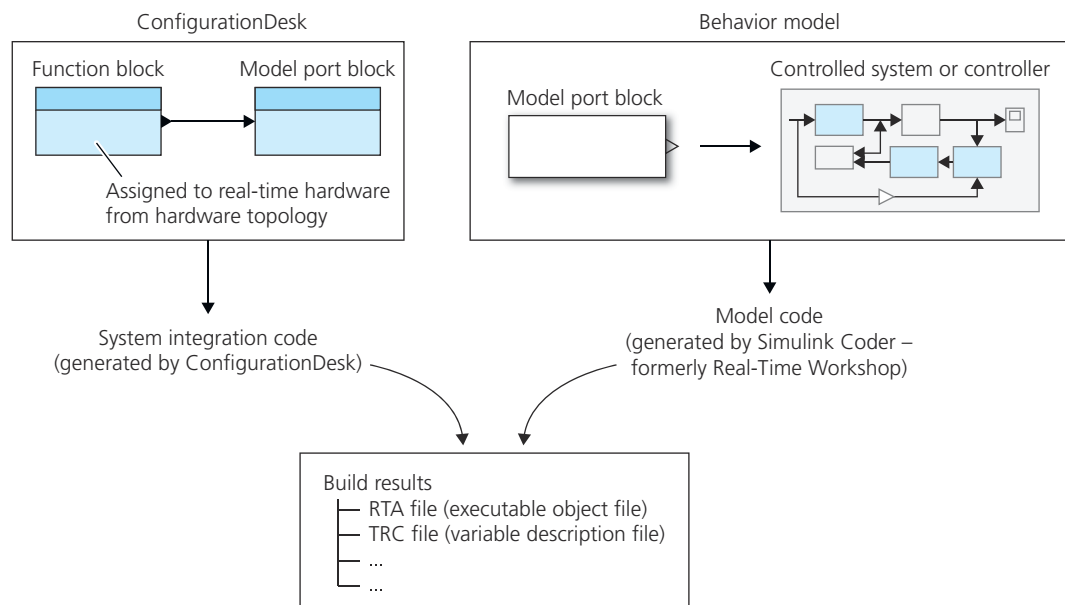 ConfigurationDesk
Function block
Model port block
Assigned to real-time hardware
from hardware topology
Behavior model
Model port block
Controlled system or controller
System integration code
(generated by ConfigurationDesk)
Model code
(generated by Simulink Coder –
formerly Real-Time Workshop)
Build results
RTA file (executable object file)
TRC file (variable description file)
...
...